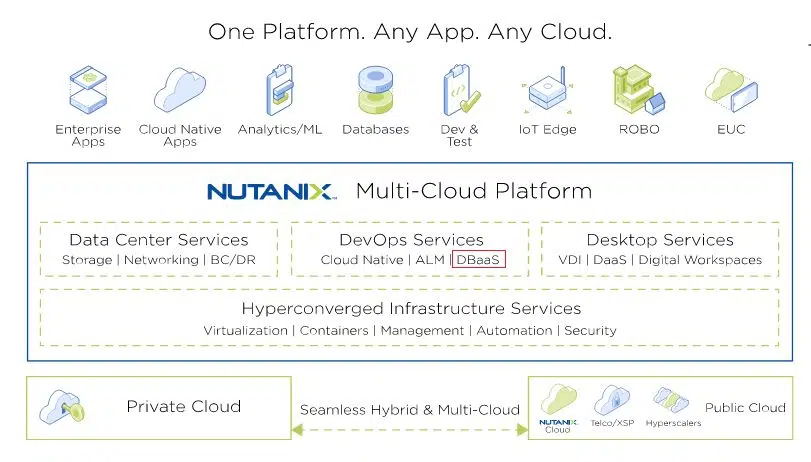 One Platform. Any App. Any Cloud.
Enterprise Apps
Cloud Native Apps
Analytics/ML
Databases
Dev & Test
IoT Edge
ROBO
EUC
NUTANIX™ Multi-Cloud Platform
Data Center Services
Storage | Networking | BC/DR
DevOps Services
Cloud Native | ALM | DBaaS
Desktop Services
VDI | DaaS | Digital Workspaces
Hyperconverged Infrastructure Services
Virtualization | Containers | Management | Automation | Security
Private Cloud
Seamless Hybrid & Multi-Cloud
NUTANIX Cloud
Telco/XSP
Hyperscalers
Public Cloud